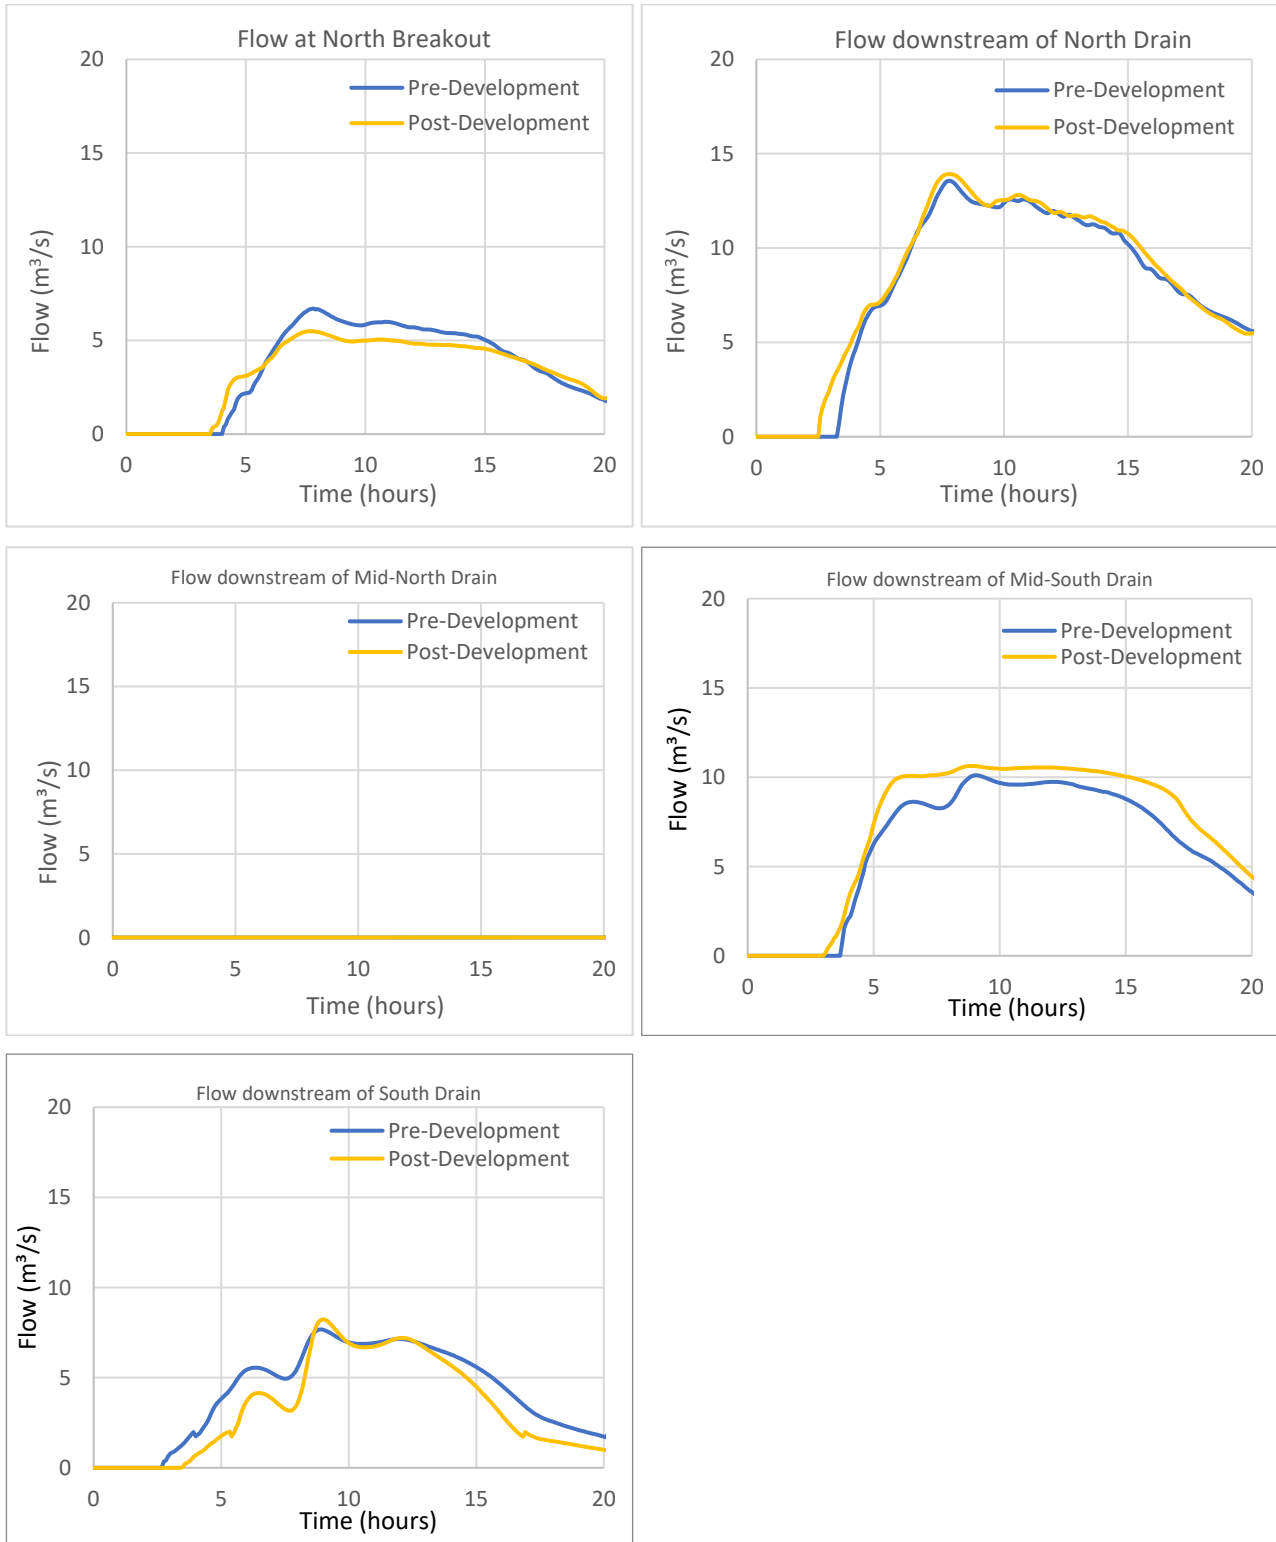 Flow at North Breakout
20
15
10
5
0
Flow (m³/s)
Pre-Development
Post-Development
0 5 10 15 20
Time (hours)
Flow downstream of North Drain
20
15
10
5
0
Flow (m³/s)
Pre-Development
Post-Development
0 5 10 15 20
Time (hours)
Flow downstream of Mid-North Drain
20
15
10
5
0
Flow (m³/s)
Pre-Development
Post-Development
0 5 10 15 20
Time (hours)
Flow downstream of Mid-South Drain
20
15
10
5
0
Flow (m³/s)
Pre-Development
Post-Development
0 5 10 15 20
Time (hours)
Flow downstream of South Drain
20
15
10
5
0
Flow (m³/s)
Pre-Development
Post-Development
0 5 10 15 20
Time (hours)